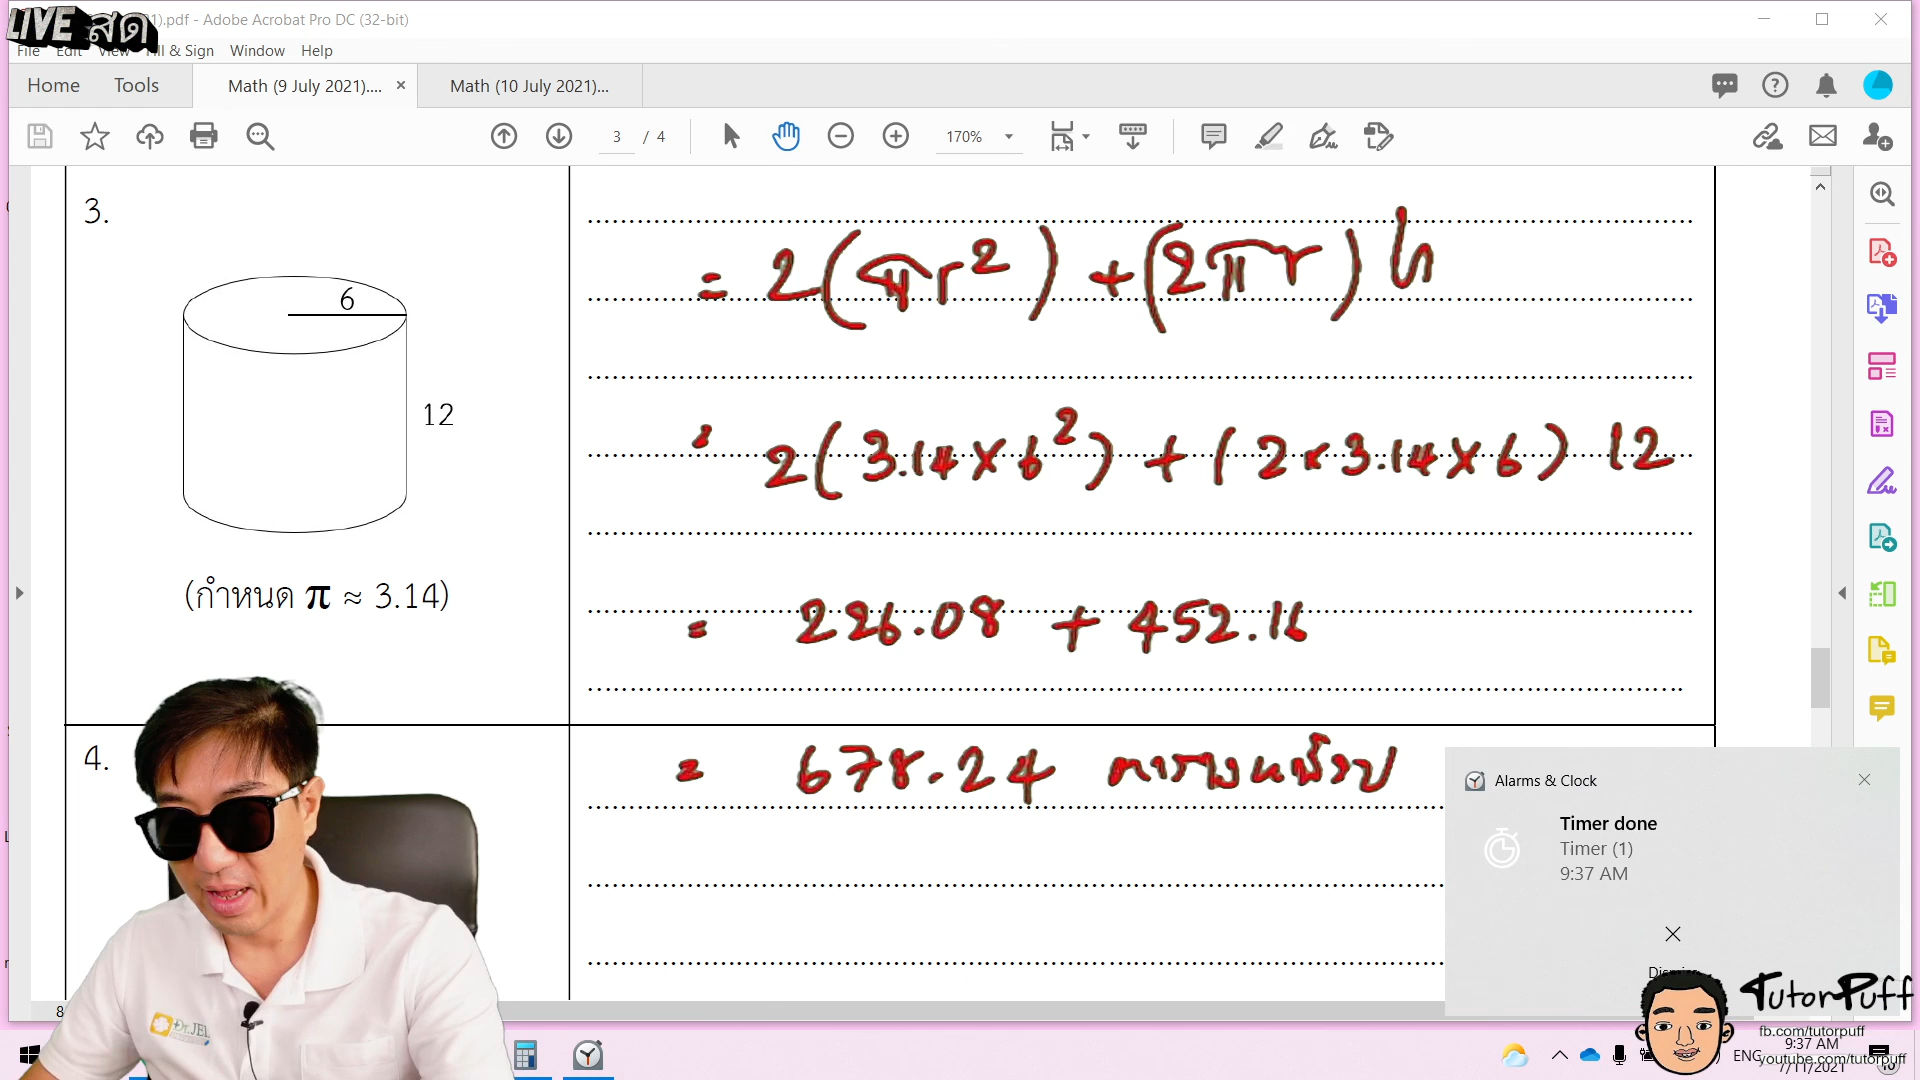 LIVE สด
).pdf - Adobe Acrobat Pro DC (32-bit)
File Edit View Fill & Sign Window Help
Home Tools Math (9 July 2021).... × Math (10 July 2021)...
3 / 4 170%
3.
6
12
(กำหนด π ≈ 3.14)
= 2(πr²) + (2πr) h
= 2(3.14×6²) + (2×3.14×6) 12
= 226.08 + 452.16
= 678.24 ตารางหน่วย
4.
Alarms & Clock
Timer done
Timer (1)
9:37 AM
Dr.JEL
TutorPuff
fb.com/tutorpuff
youtube.com/tutorpuff
ENG
9:37 AM
7/11/2021